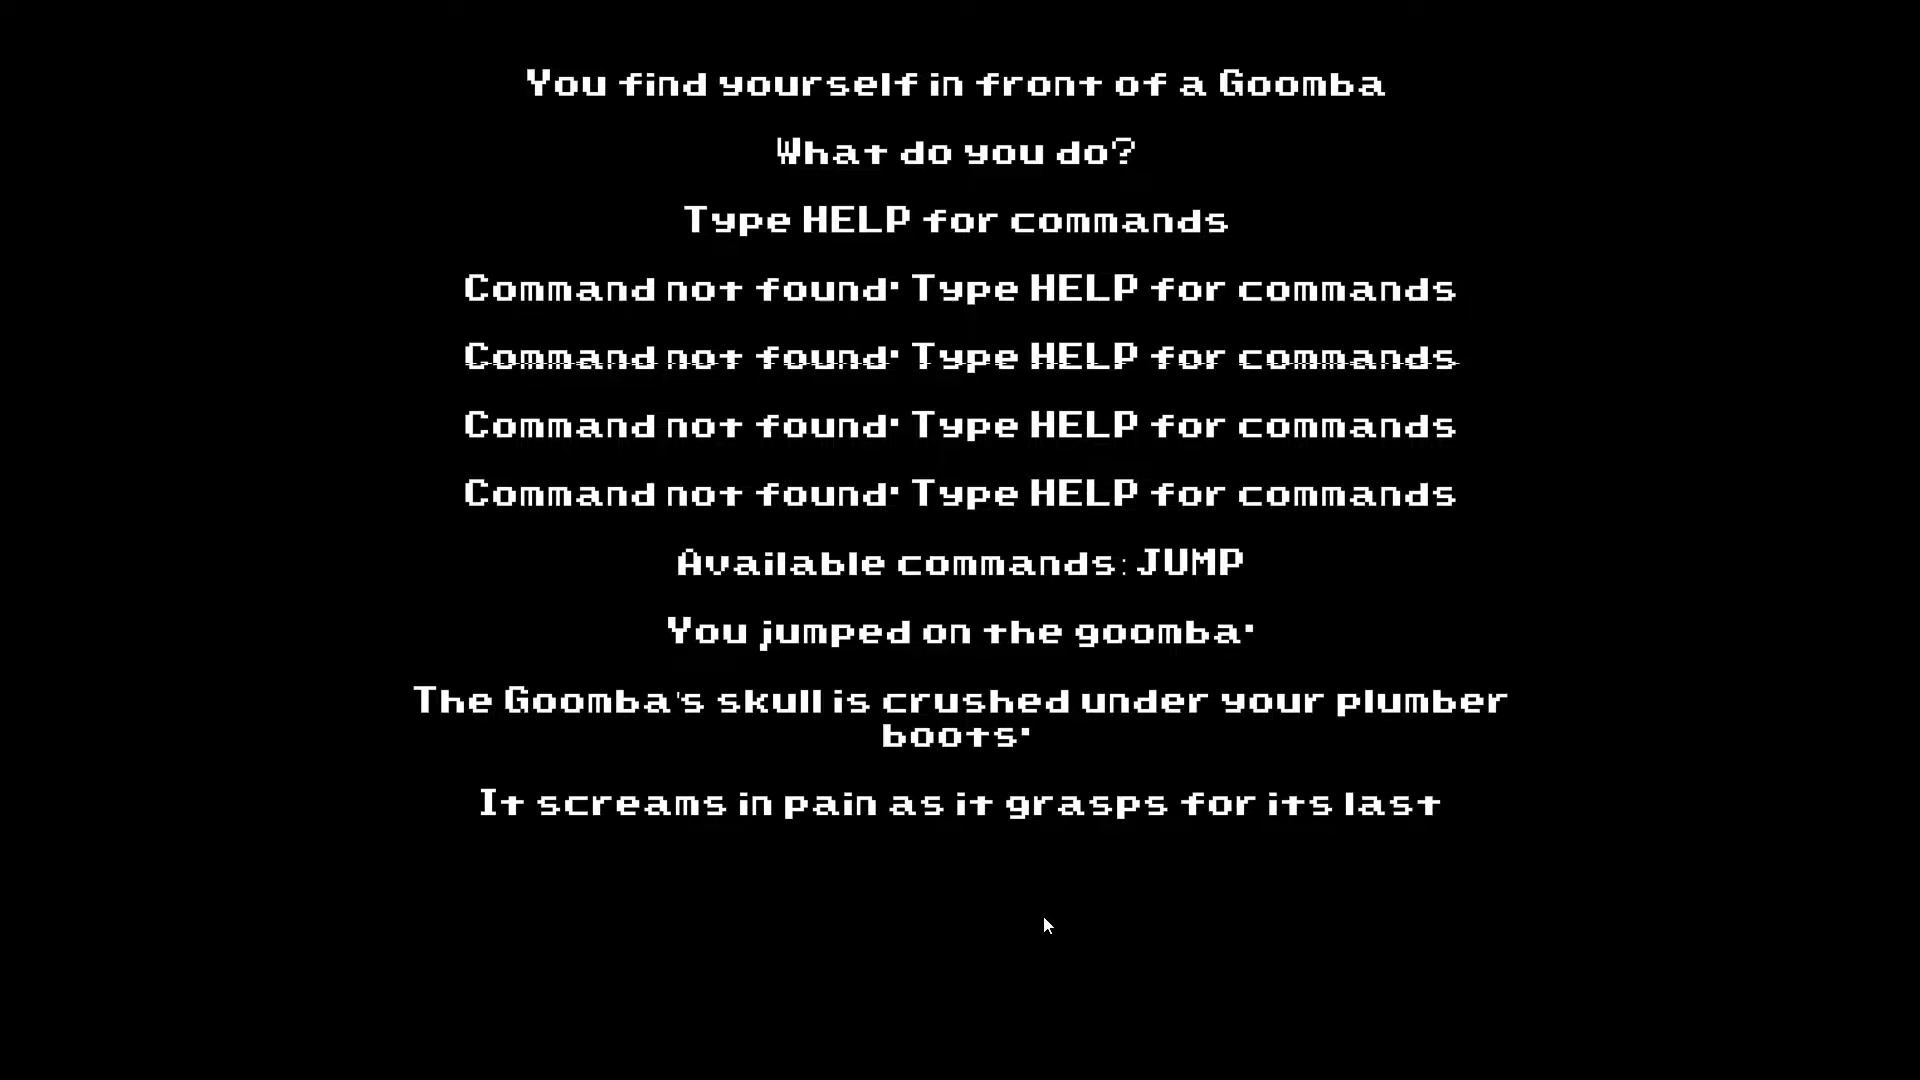 You find yourself in front of a Goomba
What do you do?
Type HELP for commands
Command not found. Type HELP for commands
Command not found. Type HELP for commands
Command not found. Type HELP for commands
Command not found. Type HELP for commands
Available commands: JUMP
You jumped on the goomba.
The Goomba's skull is crushed under your plumber
boots.
It screams in pain as it grasps for its last